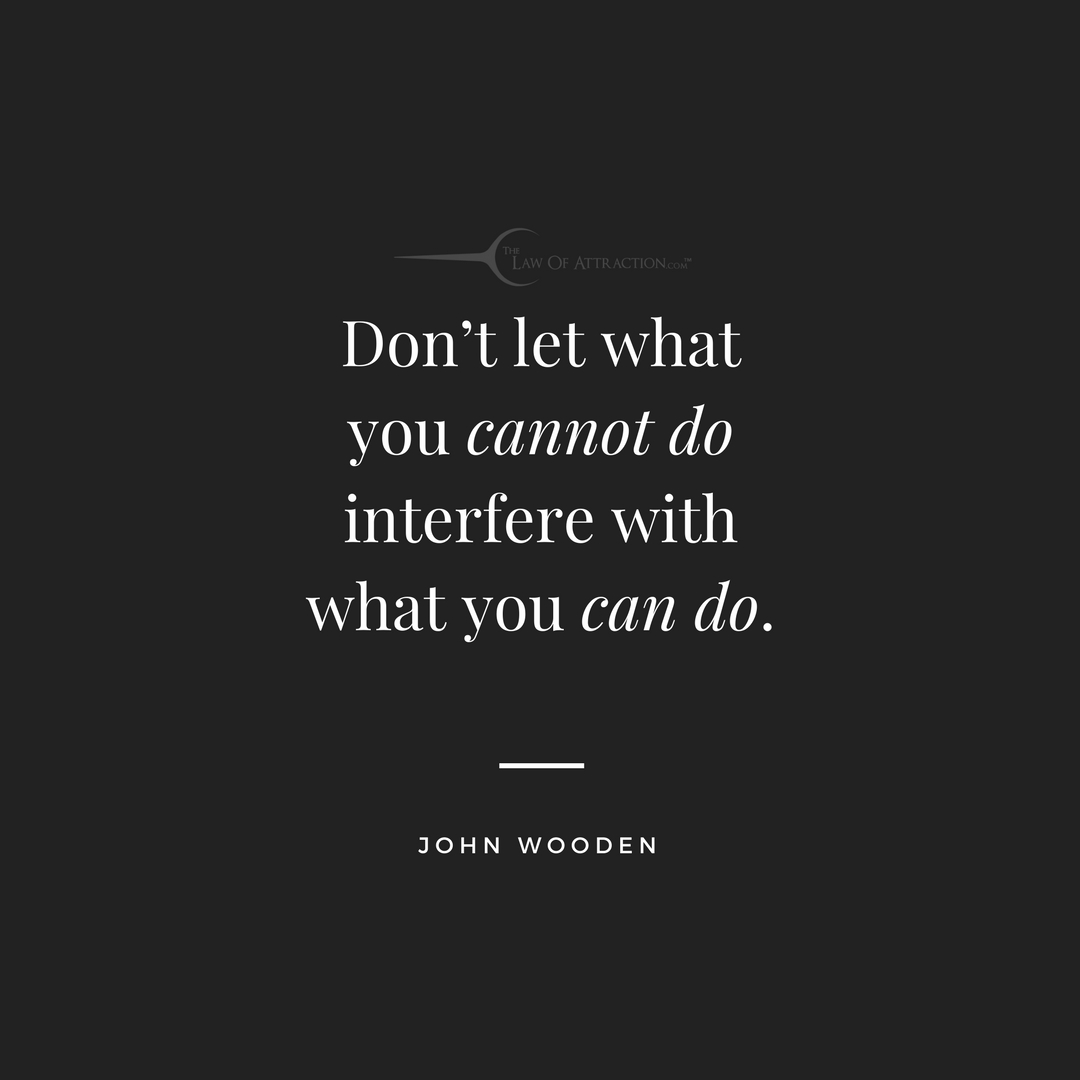 The
Law Of Attraction.com™
Don’t let what
you cannot do
interfere with
what you can do.
JOHN WOODEN